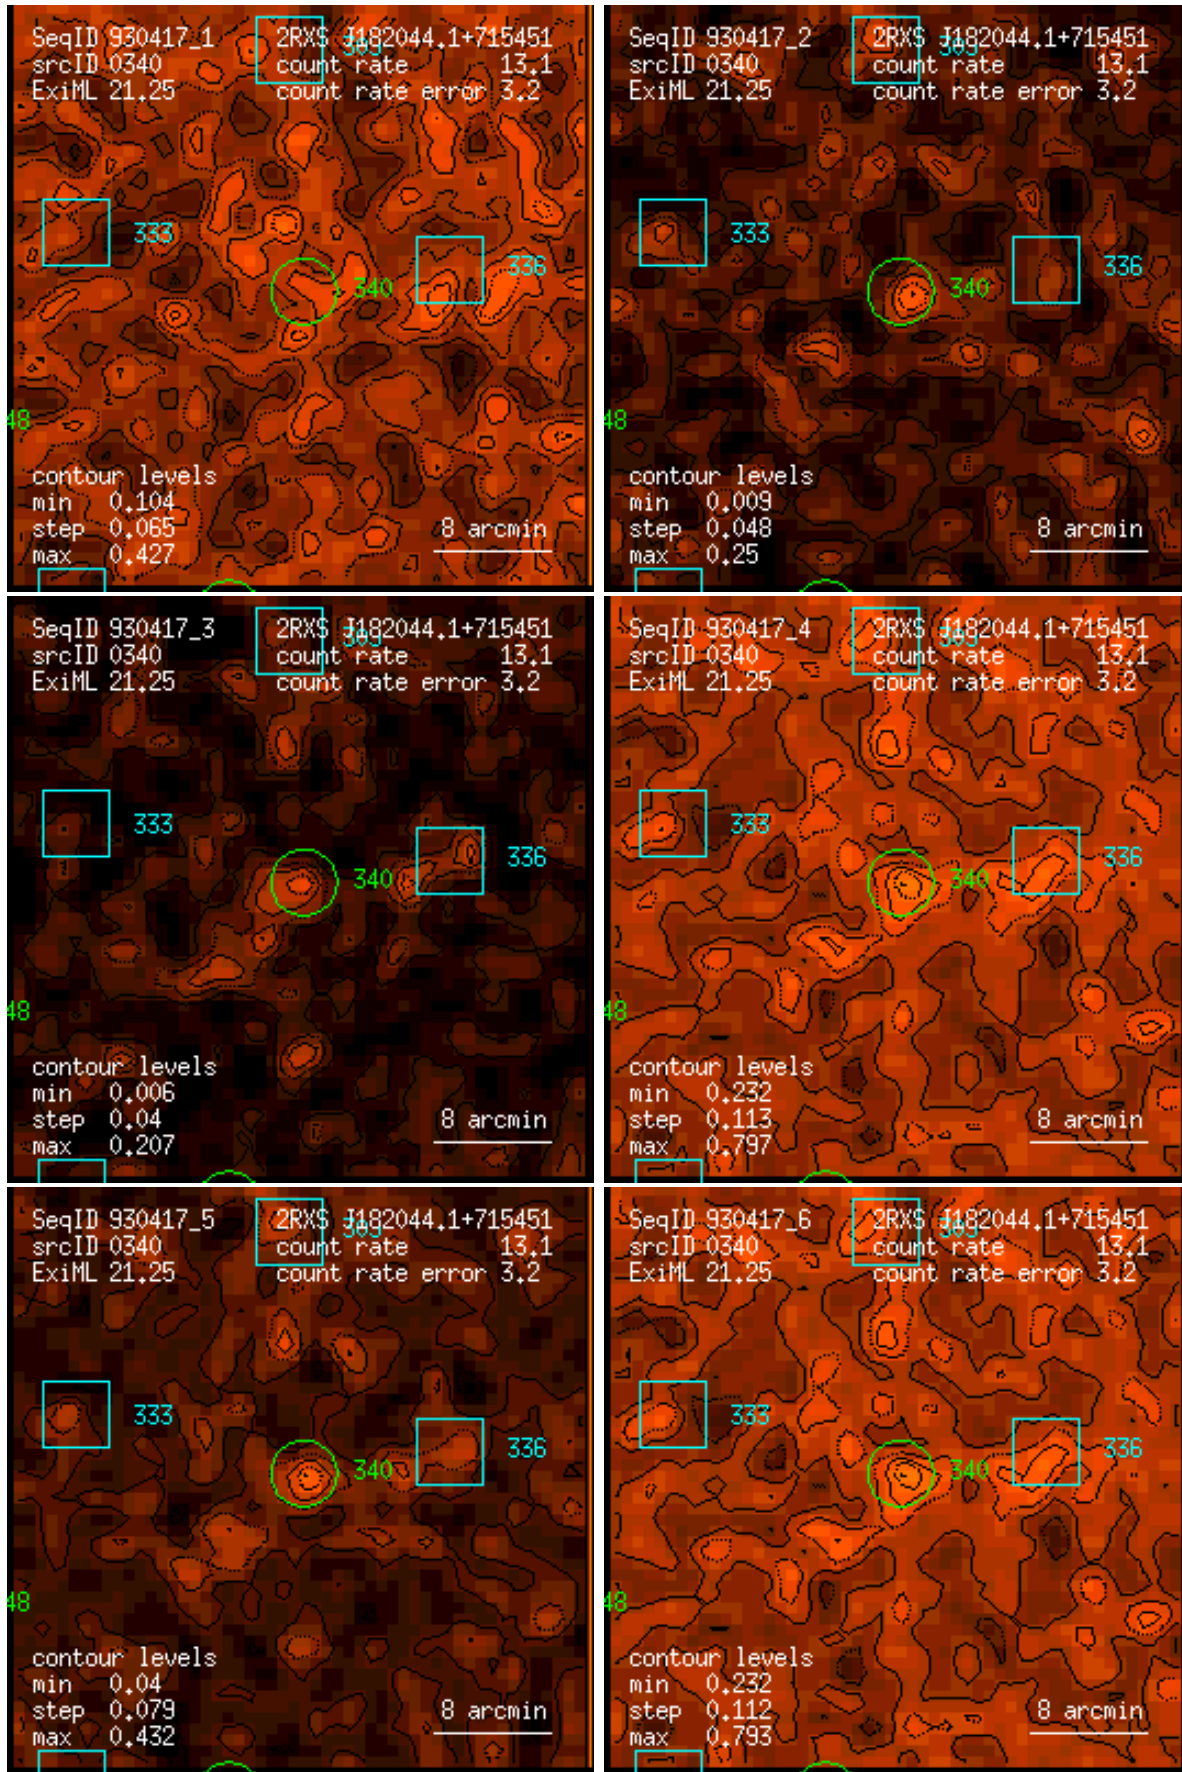 SeqID 930417_1 2RXS J182044.1+715451
srcID 0340 count rate 13.1
ExiML 21.25 count rate error 3.2
333
336
340
48
contour levels
min 0.104
step 0.065 8 arcmin
max 0.427
SeqID 930417_2 2RXS J182044.1+715451
srcID 0340 count rate 13.1
ExiML 21.25 count rate error 3.2
333
336
340
48
contour levels
min 0.009
step 0.048 8 arcmin
max 0.25
SeqID 930417_3 2RXS J182044.1+715451
srcID 0340 count rate 13.1
ExiML 21.25 count rate error 3.2
333
336
340
48
contour levels
min 0.006
step 0.04 8 arcmin
max 0.207
SeqID 930417_4 2RXS J182044.1+715451
srcID 0340 count rate 13.1
ExiML 21.25 count rate error 3.2
333
336
340
48
contour levels
min 0.232
step 0.113 8 arcmin
max 0.797
SeqID 930417_5 2RXS J182044.1+715451
srcID 0340 count rate 13.1
ExiML 21.25 count rate error 3.2
333
336
340
48
contour levels
min 0.04
step 0.079 8 arcmin
max 0.432
SeqID 930417_6 2RXS J182044.1+715451
srcID 0340 count rate 13.1
ExiML 21.25 count rate error 3.2
333
336
340
48
contour levels
min 0.232
step 0.112 8 arcmin
max 0.793